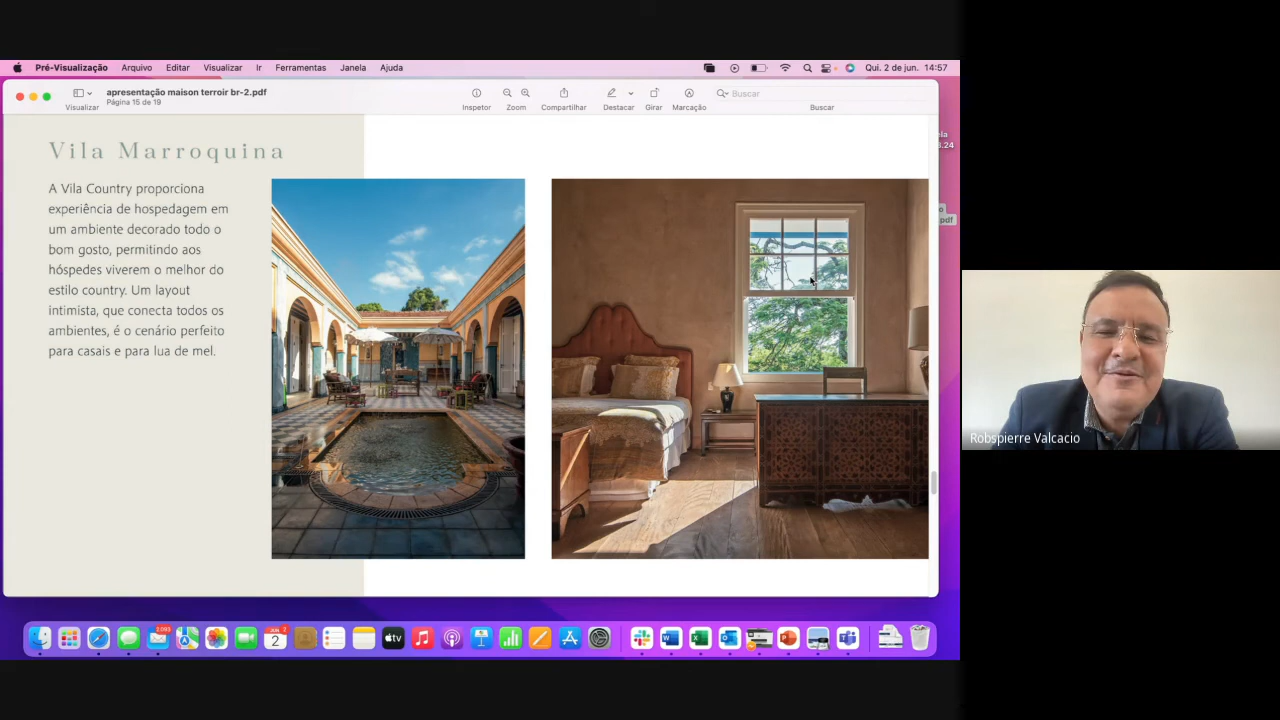 Pré-Visualização Arquivo Editar Visualizar Ir Ferramentas Janela Ajuda Qui. 2 de jun. 14:57
apresentação maison terroir br-2.pdf
Página 15 de 19
Visualizar Inspetor Zoom Compartilhar Destacar Girar Marcação Buscar
Buscar
Vila Marroquina
A Vila Country proporciona
experiência de hospedagem em
um ambiente decorado todo o
bom gosto, permitindo aos
hóspedes viverem o melhor do
estilo country. Um layout
intimista, que conecta todos os
ambientes, é o cenário perfeito
para casais e para lua de mel.
.pdf
Robspierre Valcacio
tv
2